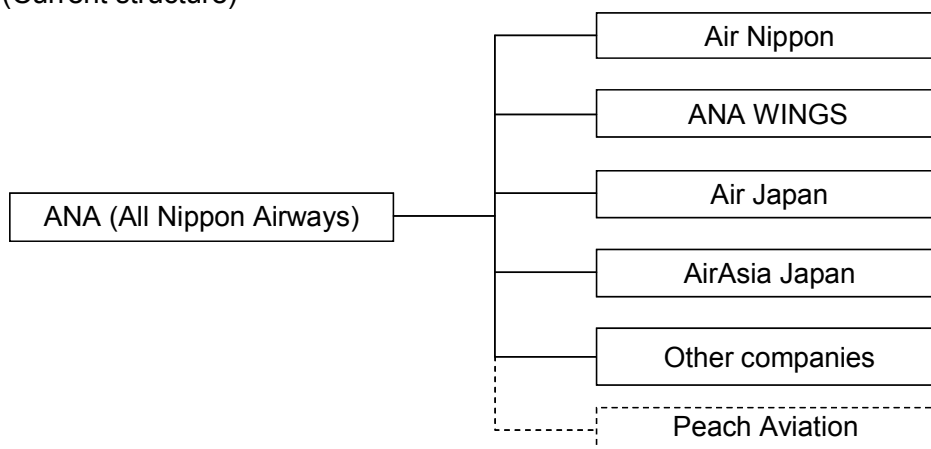 (Current structure)
Air Nippon
ANA WINGS
ANA (All Nippon Airways)
Air Japan
AirAsia Japan
Other companies
Peach Aviation